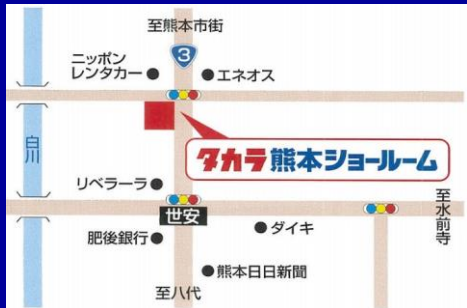 至熊本市街
3
ニッポン
レンタカー
エネオス
タカラ熊本ショールーム
白川
リベラーラ
世安
至水前寺
肥後銀行
ダイキ
熊本日日新聞
至八代